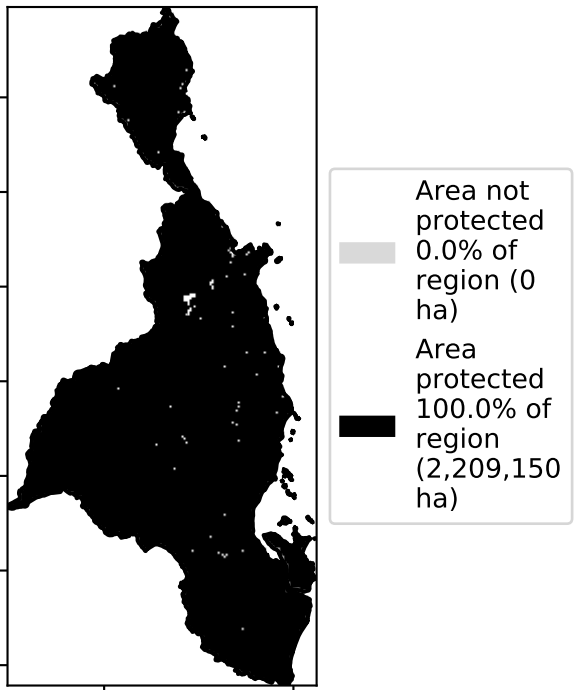 Area not
protected
0.0% of
region (0
ha)
Area
protected
100.0% of
region
(2,209,150
ha)